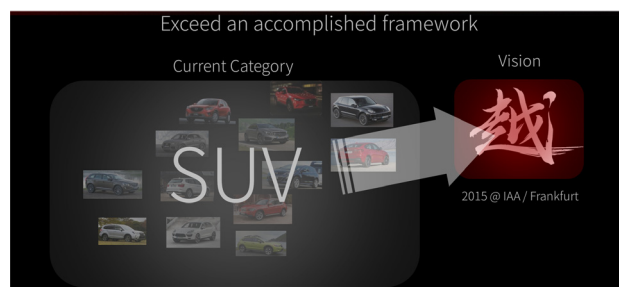 Exceed an accomplished framework
Current Category
Vision
SUV
越
2015 @ IAA / Frankfurt